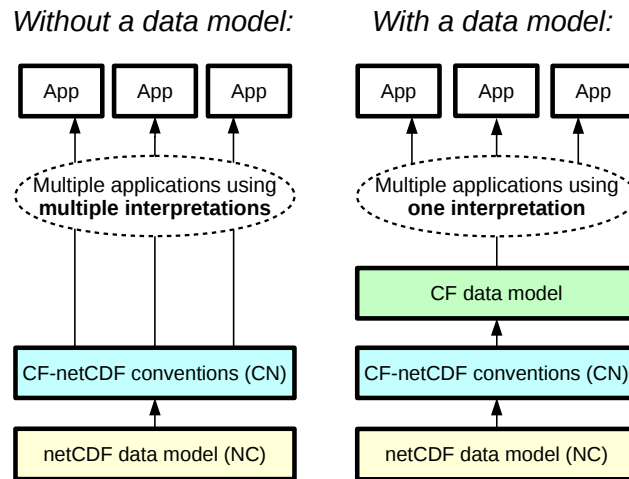 Without a data model:
App
App
App
Multiple applications using
multiple interpretations
CF-netCDF conventions (CN)
netCDF data model (NC)
With a data model:
App
App
App
Multiple applications using
one interpretation
CF data model
CF-netCDF conventions (CN)
netCDF data model (NC)